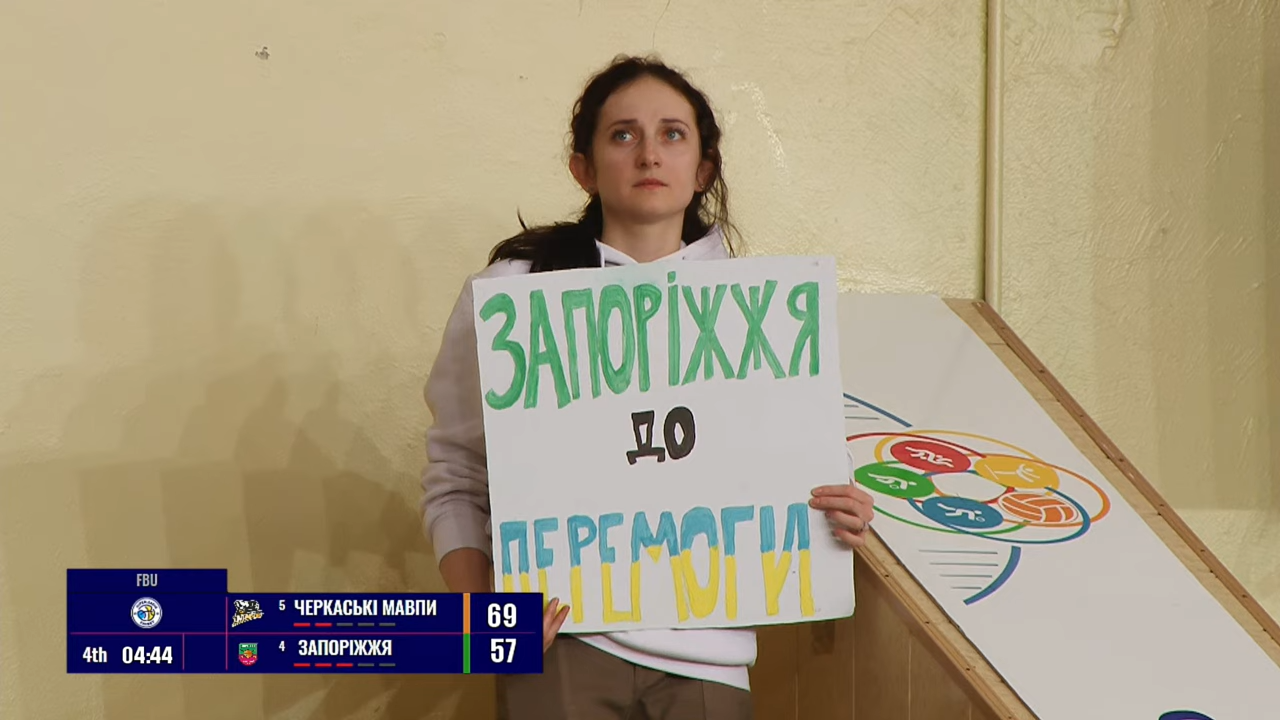 ЗАПОРІЖЖЯ
ДО
ПЕРЕМОГИ
FBU
5 ЧЕРКАСЬКІ МАВПИ 69
4th 04:44 4 ЗАПОРІЖЖЯ 57